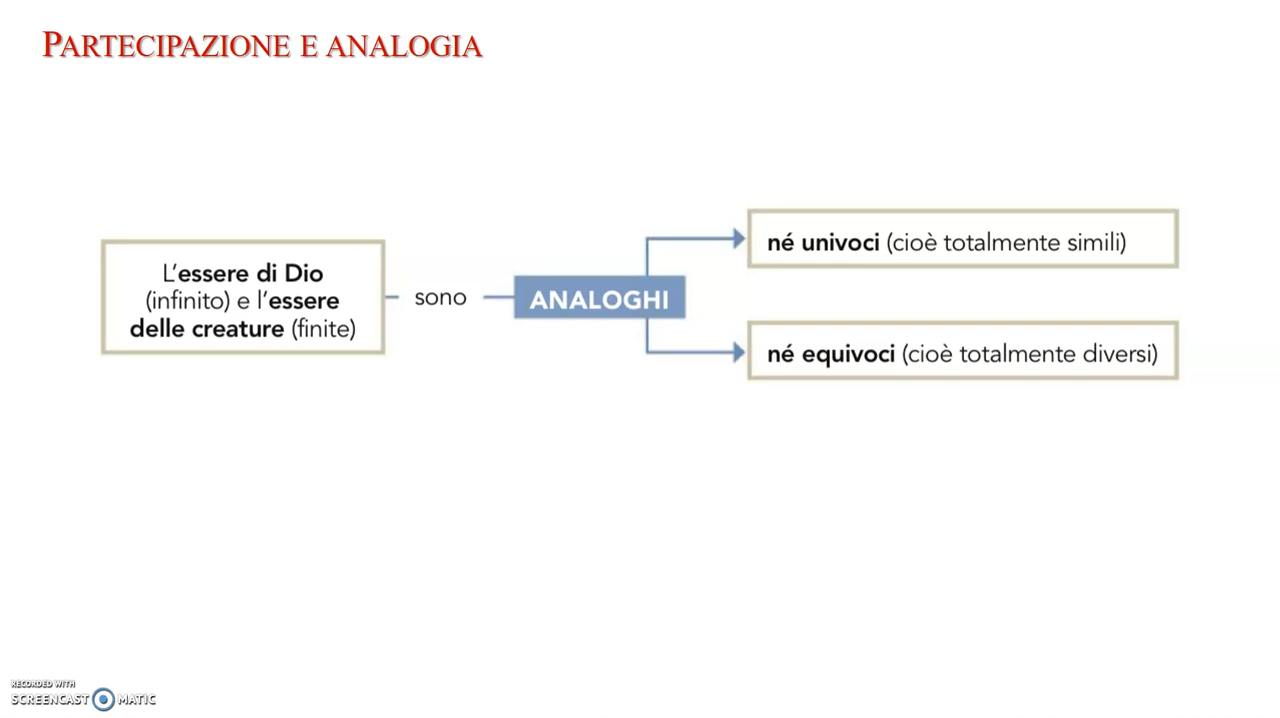 PARTECIPAZIONE E ANALOGIA
L'essere di Dio
(infinito) e l'essere
delle creature (finite)
sono
ANALOGHI
né univoci (cioè totalmente simili)
né equivoci (cioè totalmente diversi)
RECORDED WITH
SCREENCAST MATIC